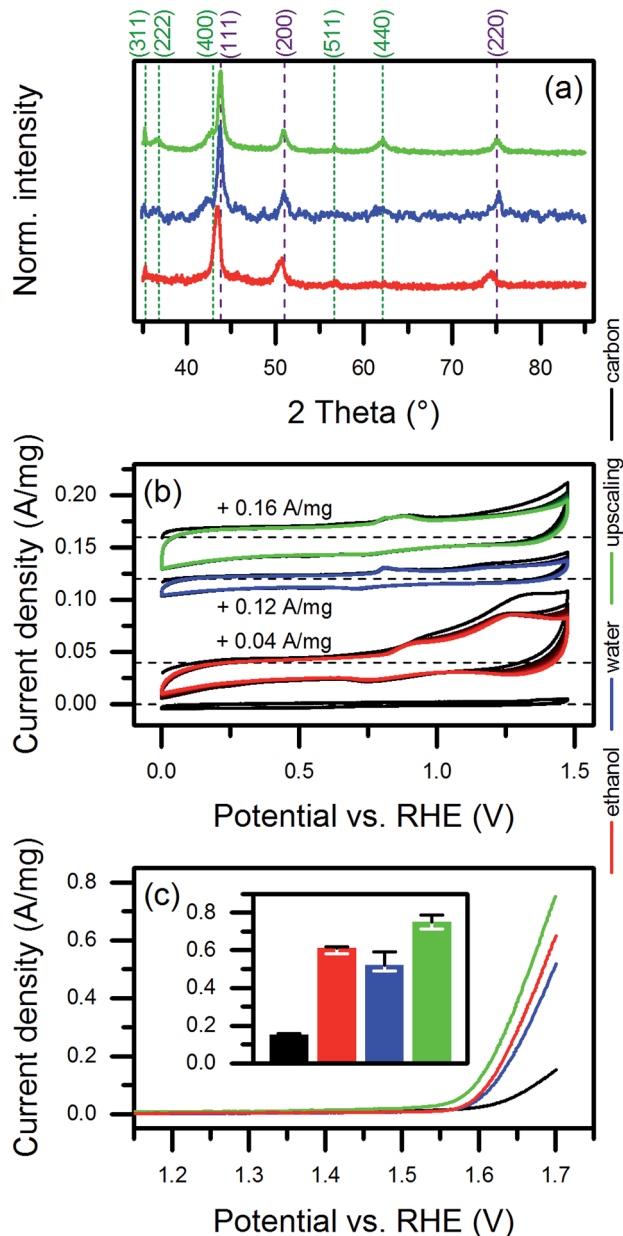 (311)
(222)
(400)
(111)
(200)
(511)
(440)
(220)
(a)
Norm. intensity
40 50 60 70 80
2 Theta (°)
(b)
+ 0.16 A/mg
+ 0.12 A/mg
+ 0.04 A/mg
0.20
0.15
0.10
0.05
0.00
Current density (A/mg)
0.0 0.5 1.0 1.5
Potential vs. RHE (V)
carbon
upscaling
water
ethanol
(c)
0.8
0.6
0.4
0.2
0.0
0.8
0.6
0.4
0.2
0.0
Current density (A/mg)
1.2 1.3 1.4 1.5 1.6 1.7
Potential vs. RHE (V)